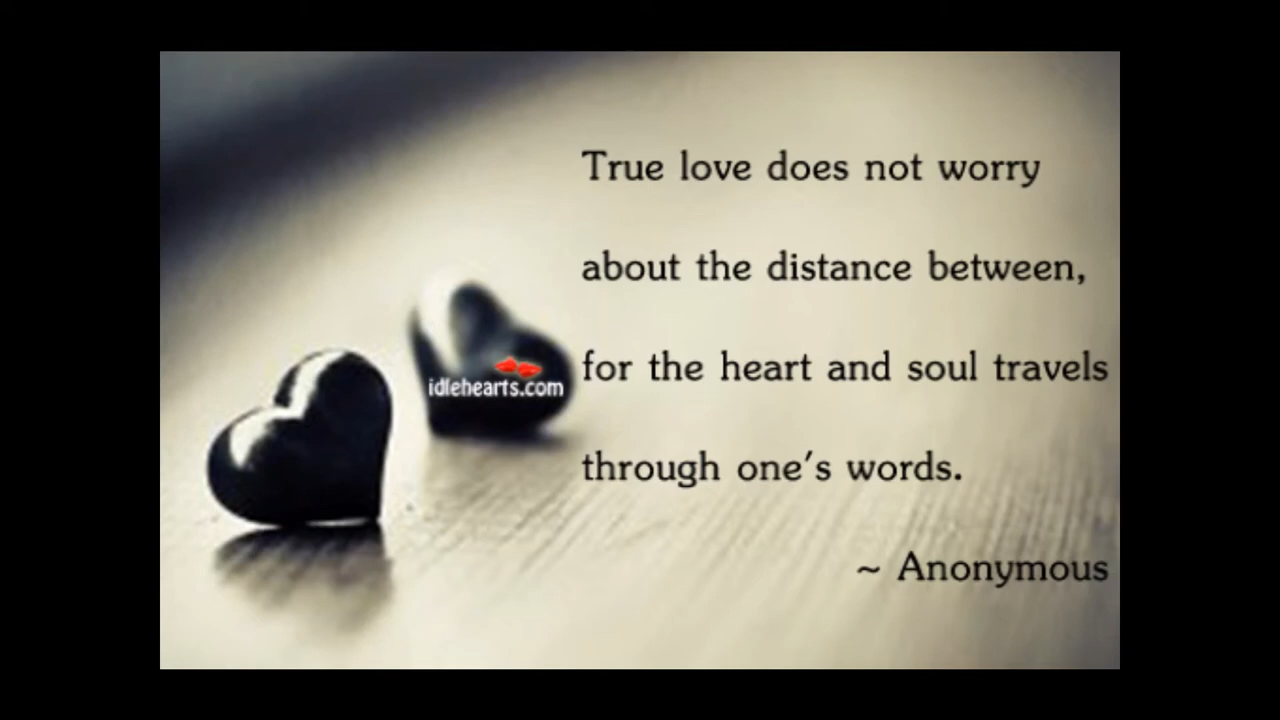 True love does not worry
about the distance between,
for the heart and soul travels
through one's words.
~ Anonymous
idlehearts.com